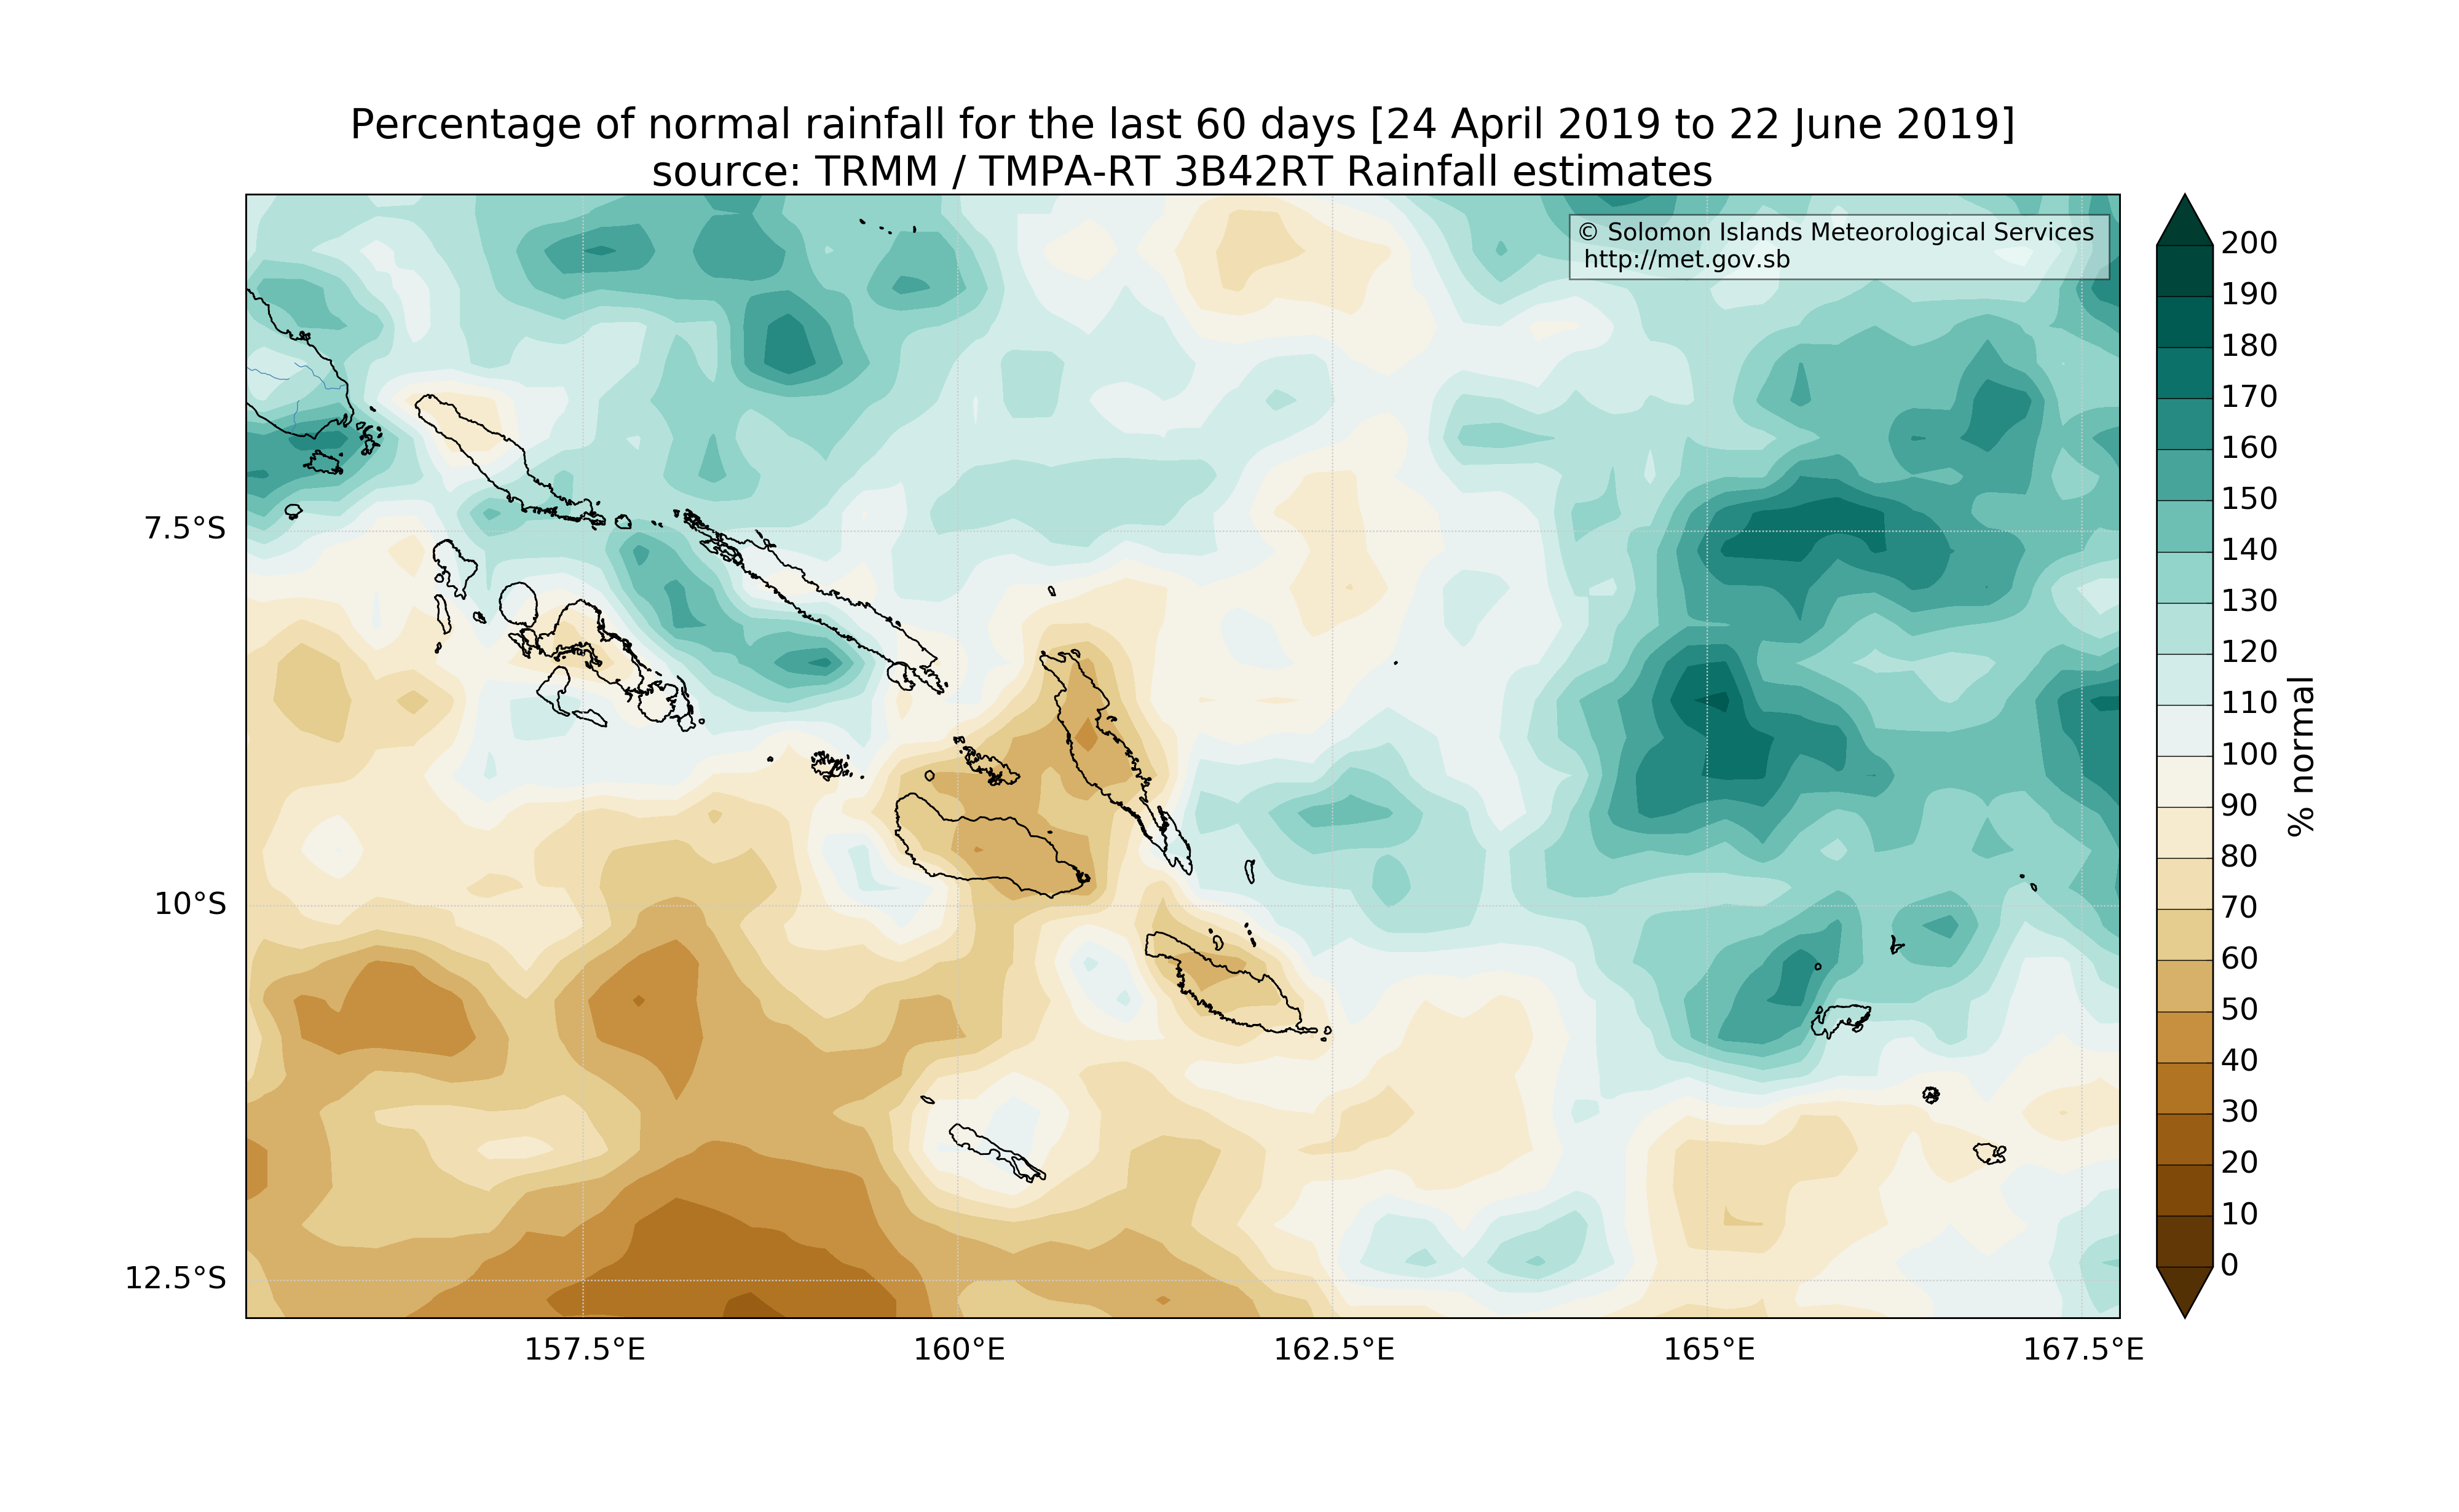 Percentage of normal rainfall for the last 60 days [24 April 2019 to 22 June 2019]
source: TRMM / TMPA-RT 3B42RT Rainfall estimates
© Solomon Islands Meteorological Services
http://met.gov.sb
7.5°S
10°S
12.5°S
157.5°E
160°E
162.5°E
165°E
167.5°E
200
190
180
170
160
150
140
130
120
110
100
90
80
70
60
50
40
30
20
10
0
% normal